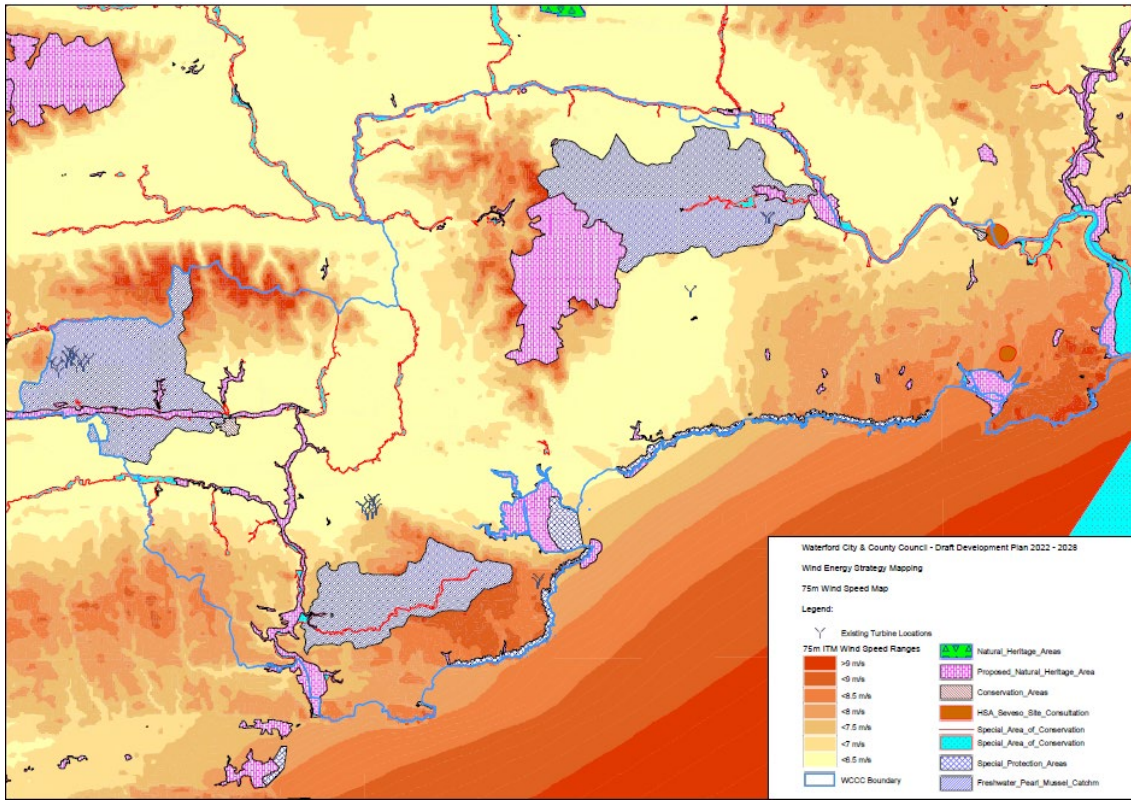 Waterford City & County Council - Draft Development Plan 2022 - 2028
Wind Energy Strategy Mapping
75m Wind Speed Map
Legend:
Existing Turbine Locations
75m ITM Wind Speed Ranges
>9 m/s
<9 m/s
<8.5 m/s
<8 m/s
<7.5 m/s
<7 m/s
<6.5 m/s
WCCC Boundary
Natural_Heritage_Areas
Proposed_Natural_Heritage_Area
Conservation_Areas
HSA_Seveso_Site_Consultation
Special_Area_of_Conservation
Special_Area_of_Conservation
Special_Protection_Areas
Freshwater_Pearl_Mussel_Catchm